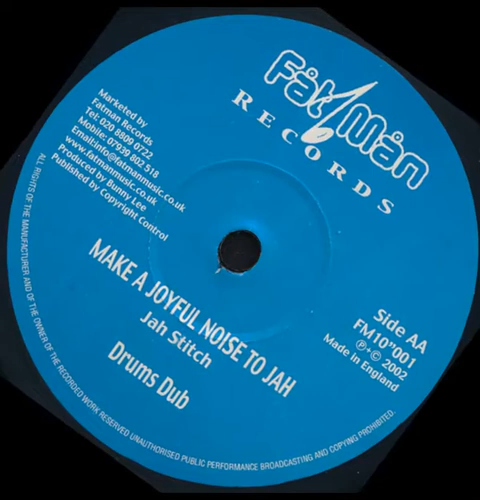 Fåt Mån
RECORDS
Marketed by
Fatman Records
Tel: 020 8809 0722
Mobile: 07939 802 518
Email:info@fatmanmusic.co.uk
www.fatmanmusic.co.uk
Produced by Bunny Lee
Published by Copyright Control
Side AA
FM10"001
℗+© 2002
Made in England
MAKE A JOYFUL NOISE TO JAH
Jah Stitch
Drums Dub
ALL RIGHTS OF THE MANUFACTURER AND OF THE OWNER OF THE RECORDED WORK RESERVED UNAUTHORISED PUBLIC PERFORMANCE BROADCASTING AND COPYING PROHIBITED.